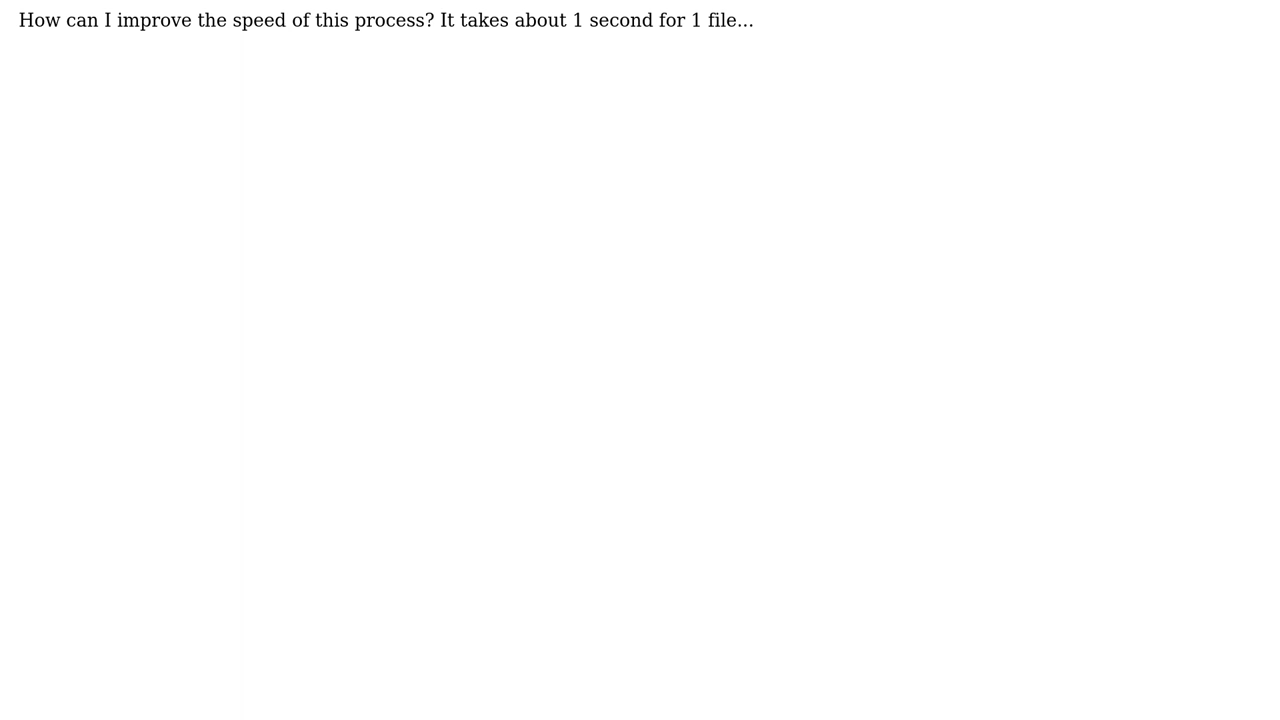 How can I improve the speed of this process? It takes about 1 second for 1 file...